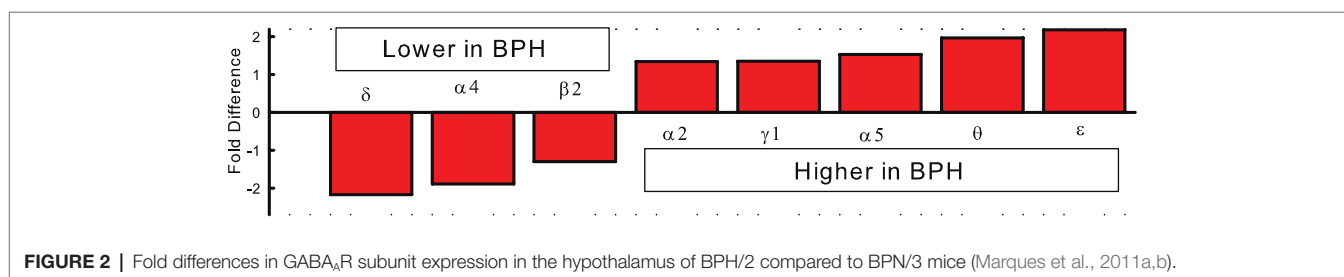 Fold Difference
2
1
0
-1
-2
Lower in BPH
δ α4 β2
α2 γ1 α5 θ ε
Higher in BPH
FIGURE 2 | Fold differences in GABAAR subunit expression in the hypothalamus of BPH/2 compared to BPN/3 mice (Marques et al., 2011a,b).